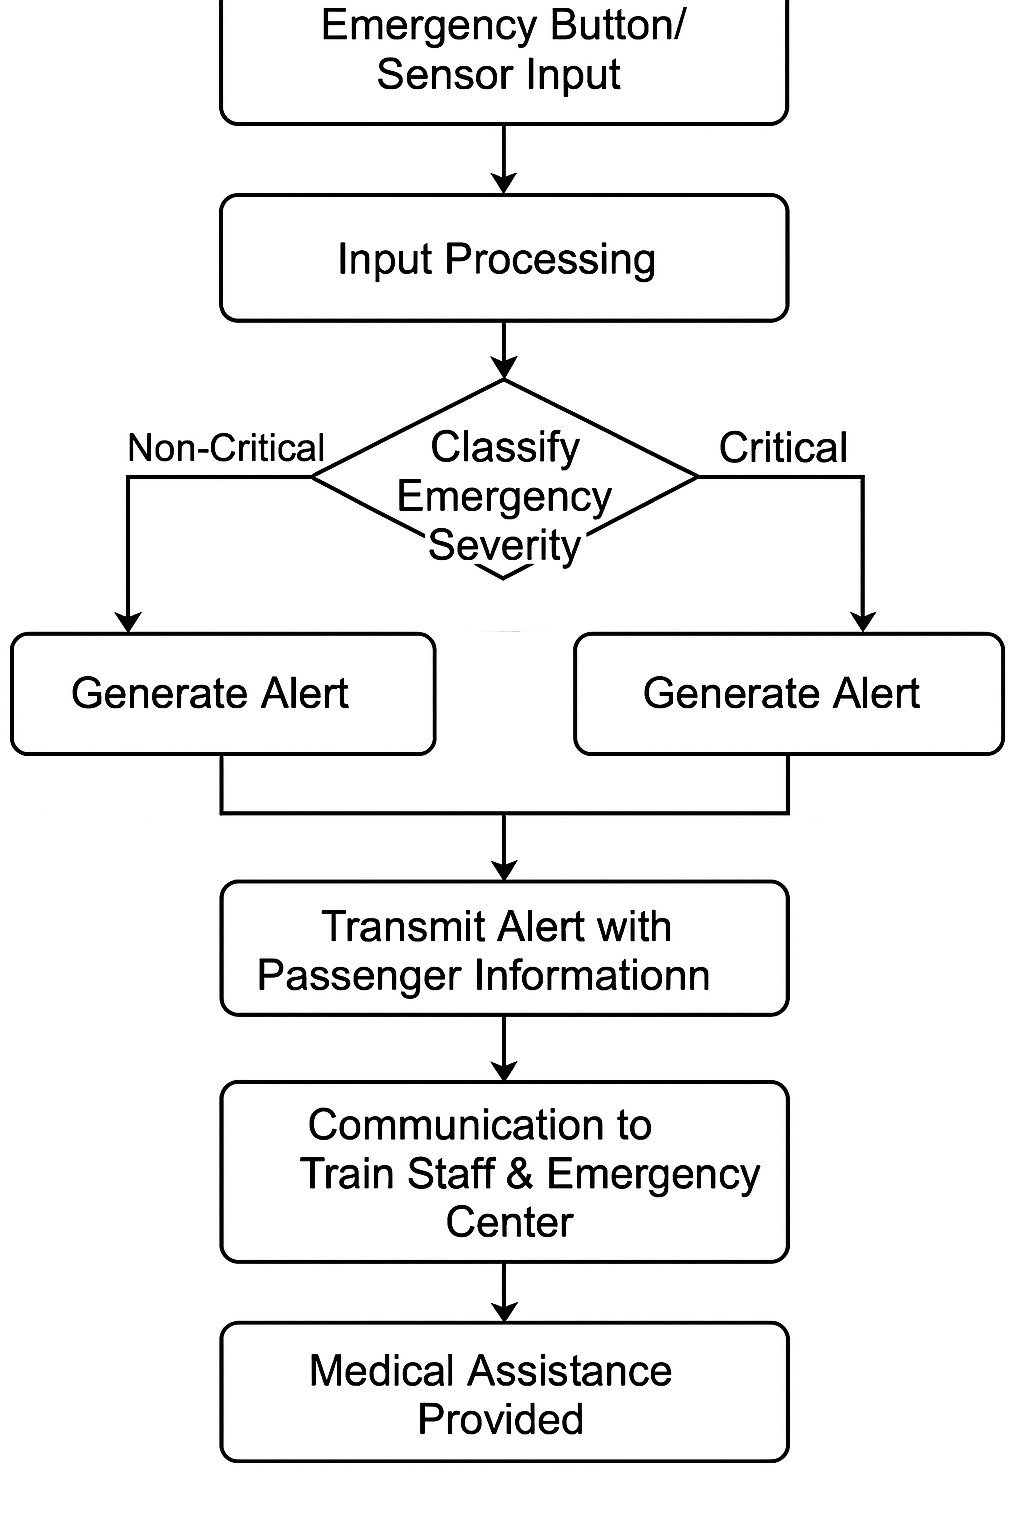 Emergency Button/
Sensor Input
Input Processing
Non-Critical
Classify
Emergency
Severity
Critical
Generate Alert
Generate Alert
Transmit Alert with
Passenger Informationn
Communication to
Train Staff & Emergency
Center
Medical Assistance
Provided